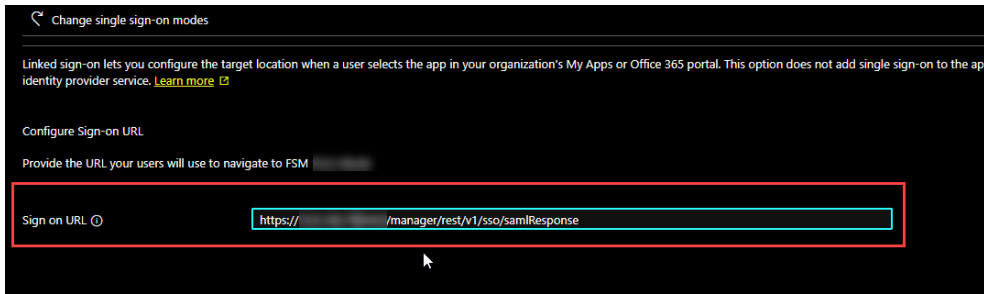 Change single sign-on modes
Linked sign-on lets you configure the target location when a user selects the app in your organization's My Apps or Office 365 portal. This option does not add single sign-on to the ap
identity provider service. Learn more
Configure Sign-on URL
Provide the URL your users will use to navigate to FSM
Sign on URL
https:// /manager/rest/v1/sso/samlResponse